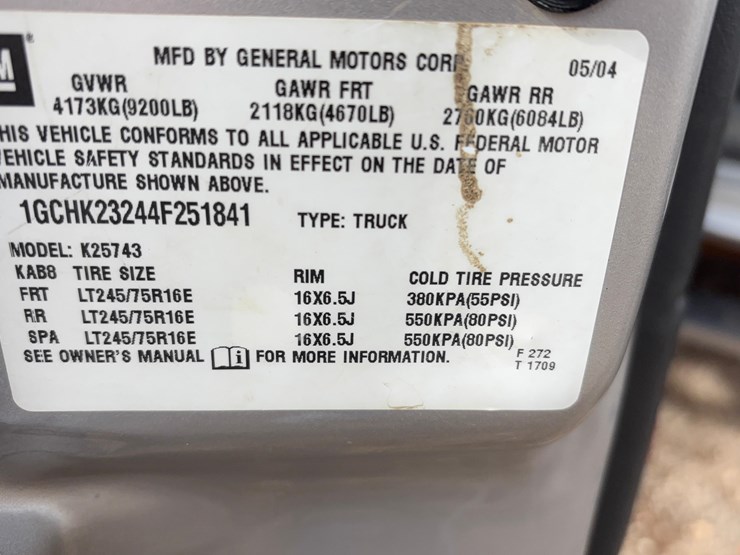 M ®
MFD BY GENERAL MOTORS CORP 05/04
GVWR GAWR FRT GAWR RR
4173KG(9200LB) 2118KG(4670LB) 2760KG(6084LB)
HIS VEHICLE CONFORMS TO ALL APPLICABLE U.S. FEDERAL MOTOR
EHICLE SAFETY STANDARDS IN EFFECT ON THE DATE OF
MANUFACTURE SHOWN ABOVE.
1GCHK23244F251841 TYPE: TRUCK
MODEL: K25743
KAB8 TIRE SIZE RIM COLD TIRE PRESSURE
FRT LT245/75R16E 16X6.5J 380KPA(55PSI)
RR LT245/75R16E 16X6.5J 550KPA(80PSI)
SPA LT245/75R16E 16X6.5J 550KPA(80PSI)
SEE OWNER'S MANUAL i FOR MORE INFORMATION. F 272
T 1709